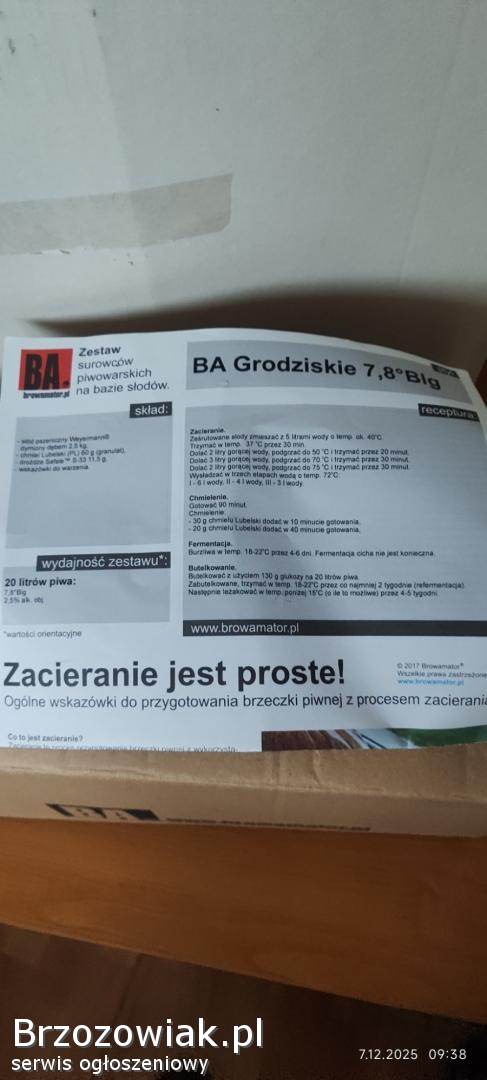 BA.
browamator.pl
Zestaw
surowców
piwowarskich
na bazie słodów.
BA Grodziskie 7,8°Blg
skład:
- słód pszeniczny Weyermann®
dymiony dębem 2,5 kg,
- chmiel Lubelski (PL) 50 g (granulat),
- drożdże Safale™ S-33 11,5 g,
- wskazówki do warzenia.
wydajność zestawu*:
20 litrów piwa:
7,8°Blg
2,5% alk. obj.
*wartości orientacyjne
receptura
Zacieranie.
Ześrutowane słody zmieszać z 5 litrami wody o temp. ok. 40°C.
Trzymać w temp. 37 °C przez 30 min.
Dolać 2 litry gorącej wody, podgrzać do 50 °C i trzymać przez 20 minut.
Dolać 3 litry gorącej wody, podgrzać do 70 °C i trzymać przez 30 minut.
Dolać 2 litry gorącej wody, podgrzać do 75 °C i trzymać przez 30 minut.
Wysładzać w trzech etapach wodą o temp. 72°C:
I - 6 l wody, II - 4 l wody, III - 3 l wody.
Chmielenie.
Gotować 90 minut.
Chmielenie:
- 30 g chmielu Lubelski dodać w 10 minucie gotowania,
- 20 g chmielu Lubelski dodać w 40 minucie gotowania,
Fermentacja.
Burzliwa w temp. 18-22°C przez 4-6 dni. Fermentacja cicha nie jest konieczna.
Butelkowanie.
Butelkować z użyciem 130 g glukozy na 20 litrów piwa.
Zabutelkowane, trzymać w temp. 18-22°C przez co najmniej 2 tygodnie (refermentacja).
Następnie leżakować w temp. poniżej 15°C (o ile to możliwe) przez 4-5 tygodni.
www.browamator.pl
Zacieranie jest proste!
© 2017 Browamator®
Wszelkie prawa zastrzeżone
www.browamator.pl
Ogólne wskazówki do przygotowania brzeczki piwnej z procesem zacierania
Co to jest zacieranie?
BA
Brzozowiak.pl
serwis ogłoszeniowy
7.12.2025 09:38